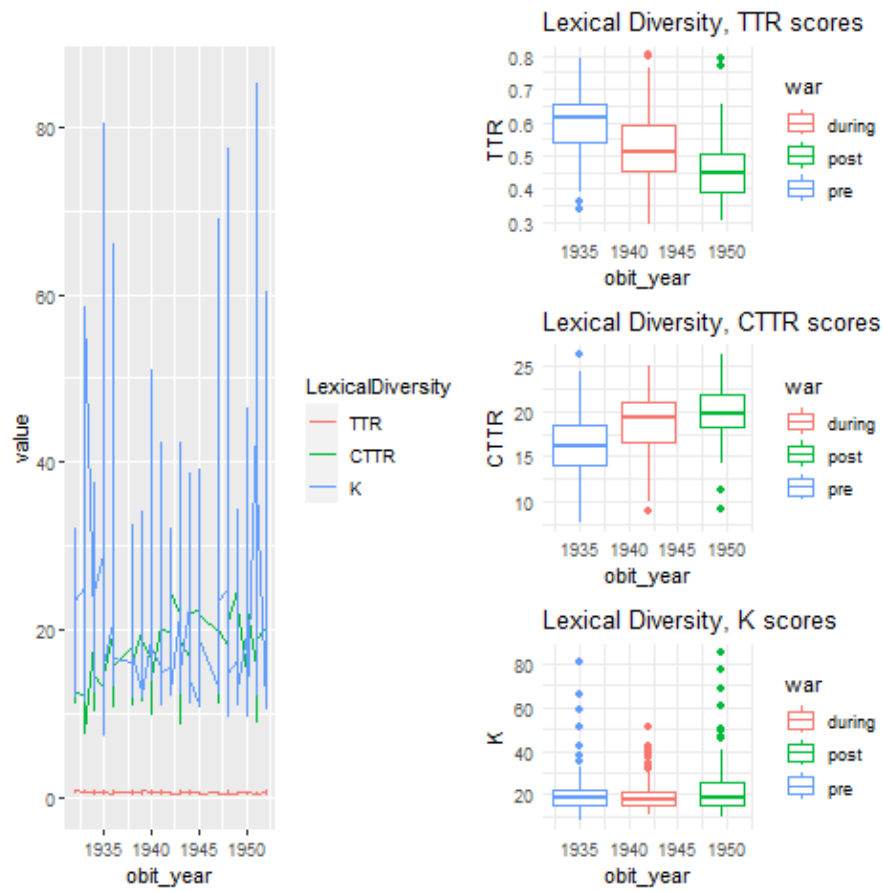 80
60
40
20
0
value
1935 1940 1945 1950
obit_year
LexicalDiversity
TTR
CTTR
K
Lexical Diversity, TTR scores
0.8
0.7
0.6
0.5
0.4
0.3
TTR
1935 1940 1945 1950
obit_year
war
during
post
pre
Lexical Diversity, CTTR scores
25
20
15
10
CTTR
1935 1940 1945 1950
obit_year
war
during
post
pre
Lexical Diversity, K scores
80
60
40
20
K
1935 1940 1945 1950
obit_year
war
during
post
pre